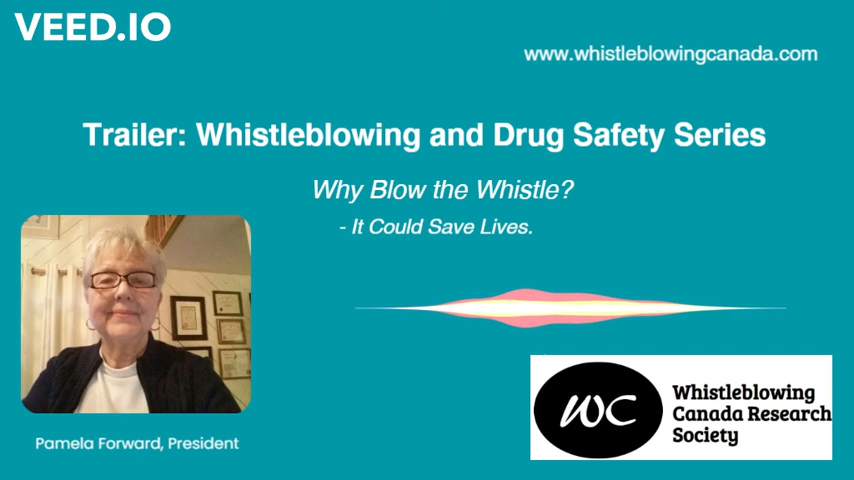 VEED.IO
www.whistleblowingcanada.com
Trailer: Whistleblowing and Drug Safety Series
Why Blow the Whistle?
- It Could Save Lives.
Pamela Forward, President
WC
Whistleblowing
Canada Research
Society